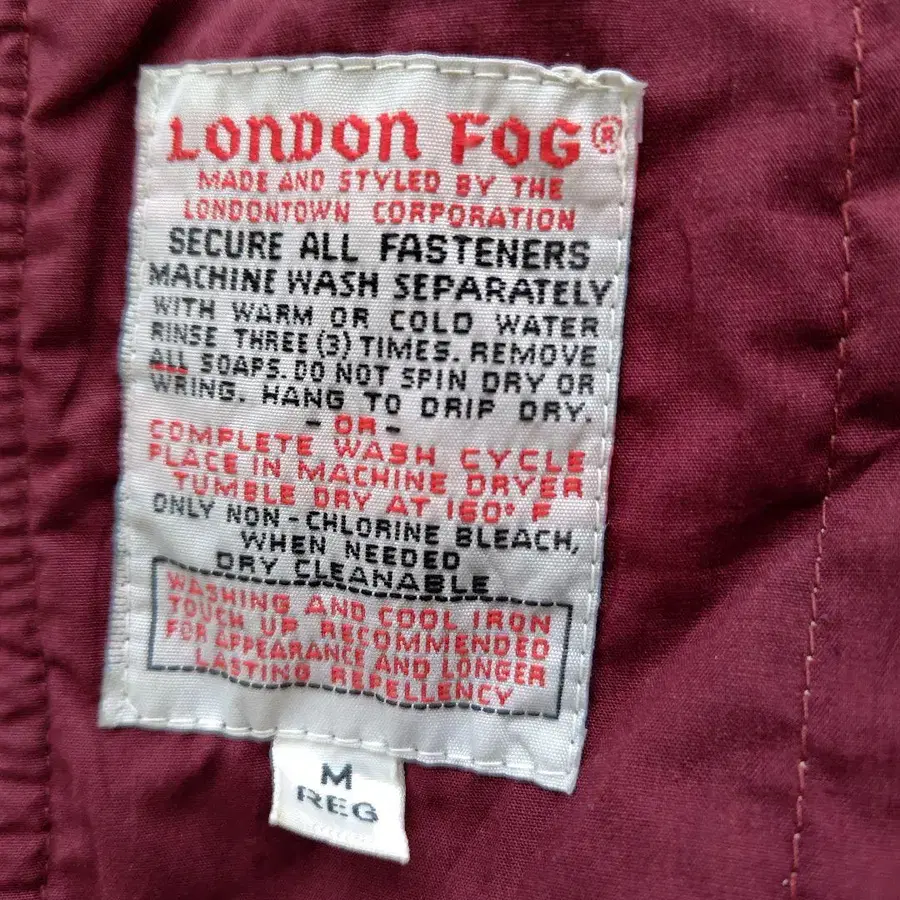 LONDON FOG®
MADE AND STYLED BY THE
LONDONTOWN CORPORATION
SECURE ALL FASTENERS
MACHINE WASH SEPARATELY
WITH WARM OR COLD WATER
RINSE THREE (3) TIMES. REMOVE
ALL SOAPS. DO NOT SPIN DRY OR
WRING. HANG TO DRIP DRY.
- OR -
COMPLETE WASH CYCLE
PLACE IN MACHINE DRYER
TUMBLE DRY AT 160° F
ONLY NON-CHLORINE BLEACH,
WHEN NEEDED
DRY CLEANABLE
WASHING AND COOL IRON
TOUCH UP RECOMMENDED
FOR APPEARANCE AND LONGER
LASTING REPELLENCY
M
REG